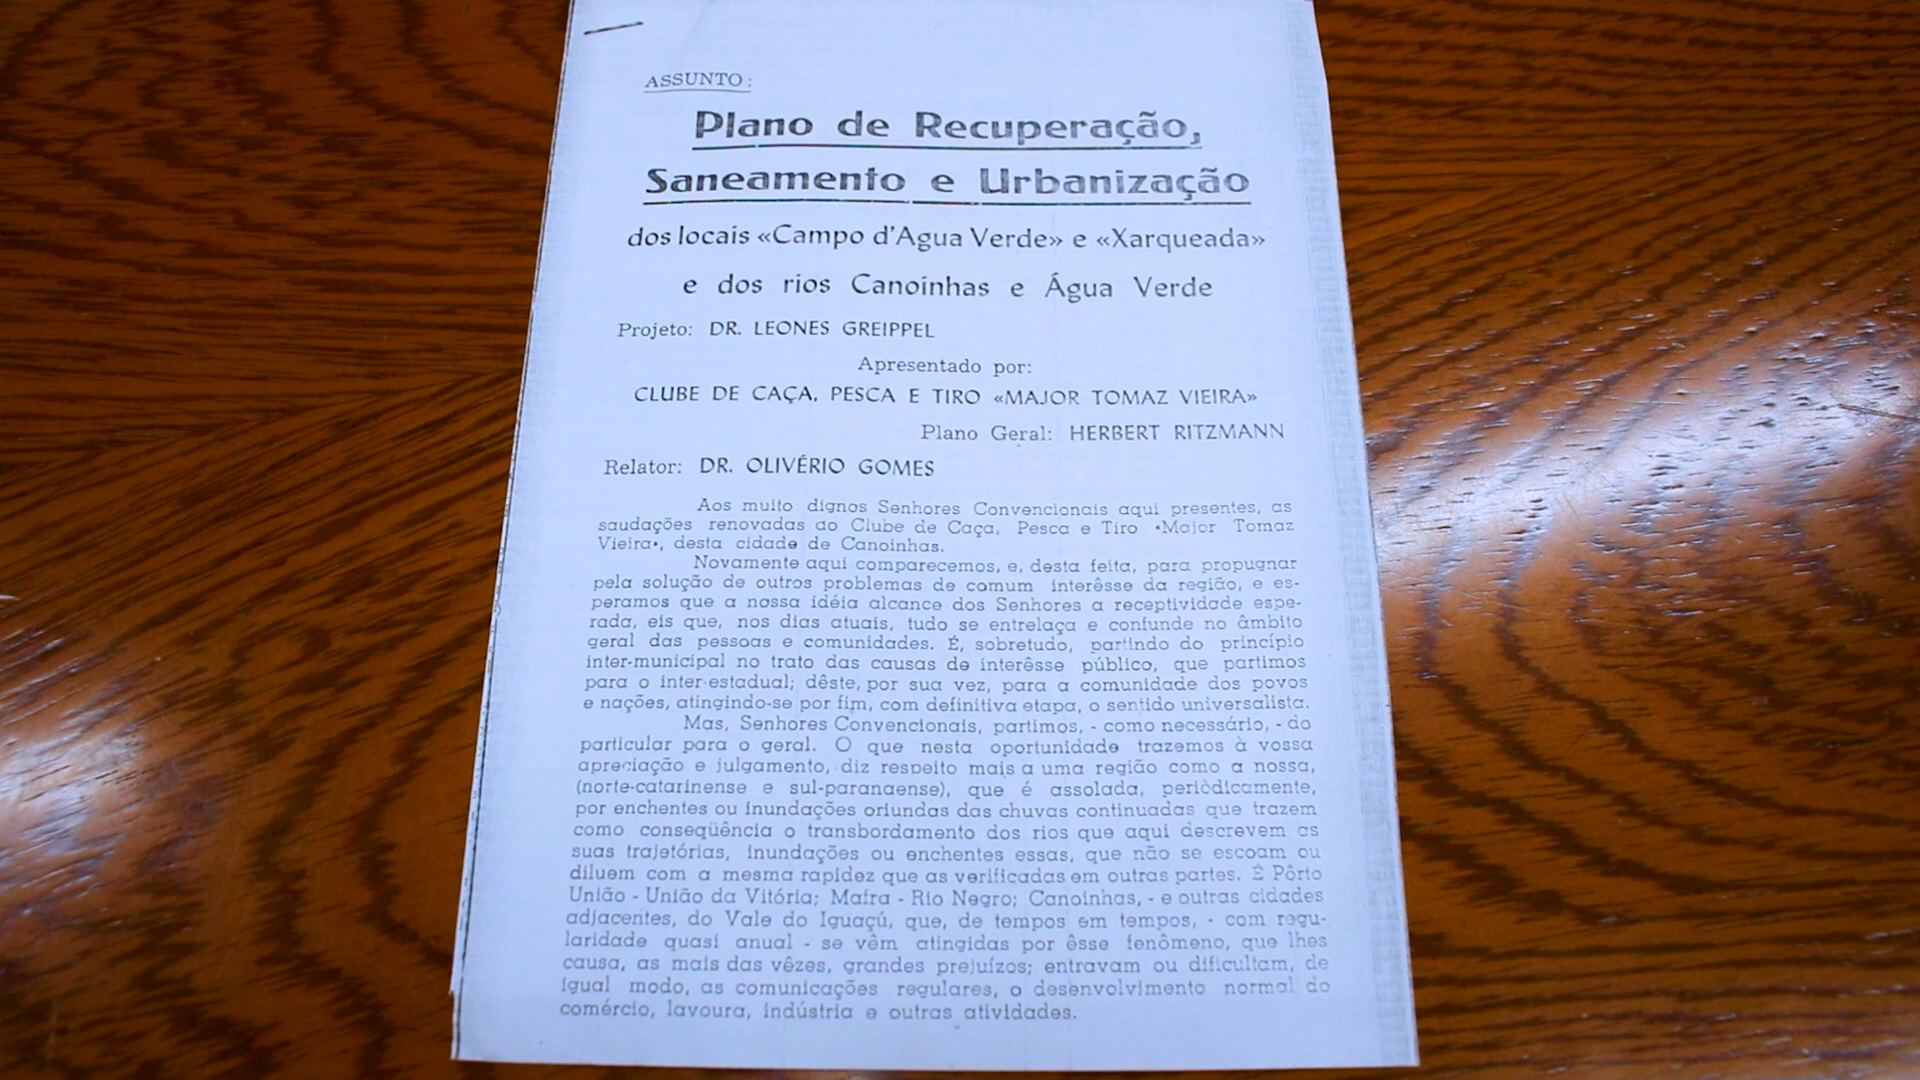 ASSUNTO:
Plano de Recuperação,
Saneamento e Urbanização
dos locais «Campo d'Agua Verde» e «Xarqueada»
e dos rios Canoinhas e Água Verde
Projeto: DR. LEONES GREIPPEL
Apresentado por:
CLUBE DE CAÇA, PESCA E TIRO «MAJOR TOMAZ VIEIRA»
Plano Geral: HERBERT RITZMANN
Relator: DR. OLIVÉRIO GOMES
Aos muito dignos Senhores Convencionais aqui presentes, as
saudações renovadas do Clube de Caça, Pesca e Tiro «Major Tomaz
Vieira», desta cidade de Canoinhas.
Novamente aqui comparecemos, e, desta feita, para propugnar
pela solução de outros problemas de comum interêsse da região, e es-
peramos que a nossa idéia alcance dos Senhores a receptividade espe-
rada, eis que, nos dias atuais, tudo se entrelaça e confunde no âmbito
geral das pessoas e comunidades. É, sobretudo, partindo do princípio
inter-municipal no trato das causas de interêsse público, que partimos
para o inter-estadual; dêste, por sua vez, para a comunidade dos povos
e nações, atingindo-se por fim, com definitiva etapa, o sentido universalista.
Mas, Senhores Convencionais, partimos, - como necessário, - do
particular para o geral. O que nesta oportunidade trazemos à vossa
apreciação e julgamento, diz respeito mais a uma região como a nossa,
(norte-catarinense e sul-paranaense), que é assolada, periòdicamente,
por enchentes ou inundações oriundas das chuvas continuadas que trazem
como conseqüência o transbordamento dos rios que aqui descrevem as
suas trajetórias, inundações ou enchentes essas, que não se escoam ou
diluem com a mesma rapidez que as verificadas em outras partes. É Pôrto
União - União da Vitória; Mafra - Rio Negro; Canoinhas, - e outras cidades
adjacentes, do Vale do Iguaçú, que, de tempos em tempos, - com regu-
laridade quasi anual - se vêm atingidas por êsse fenômeno, que lhes
causa, as mais das vêzes, grandes prejuízos; entravam ou dificultam, de
igual modo, as comunicações regulares, o desenvolvimento normal do
comércio, lavoura, indústria e outras atividades.